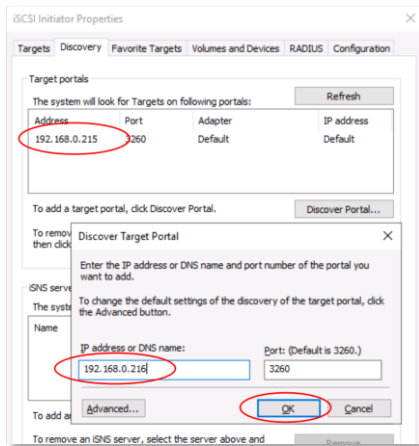 iSCSI Initiator Properties
Targets Discovery Favorite Targets Volumes and Devices RADIUS Configuration
Target portals
The system will look for Targets on following portals:
Refresh
Address Port Adapter IP address
192.168.0.215 3260 Default Default
To add a target portal, click Discover Portal.
Discover Portal...
To remov
then click
Discover Target Portal
Enter the IP address or DNS name and port number of the portal you
want to add.
To change the default settings of the discovery of the target portal, click
the Advanced button.
iSNS serve
The syste
Name
IP address or DNS name:
Port: (Default is 3260.)
192.168.0.216
3260
Advanced...
OK
Cancel
To add an
To remove an iSNS server, select the server above and
Remove